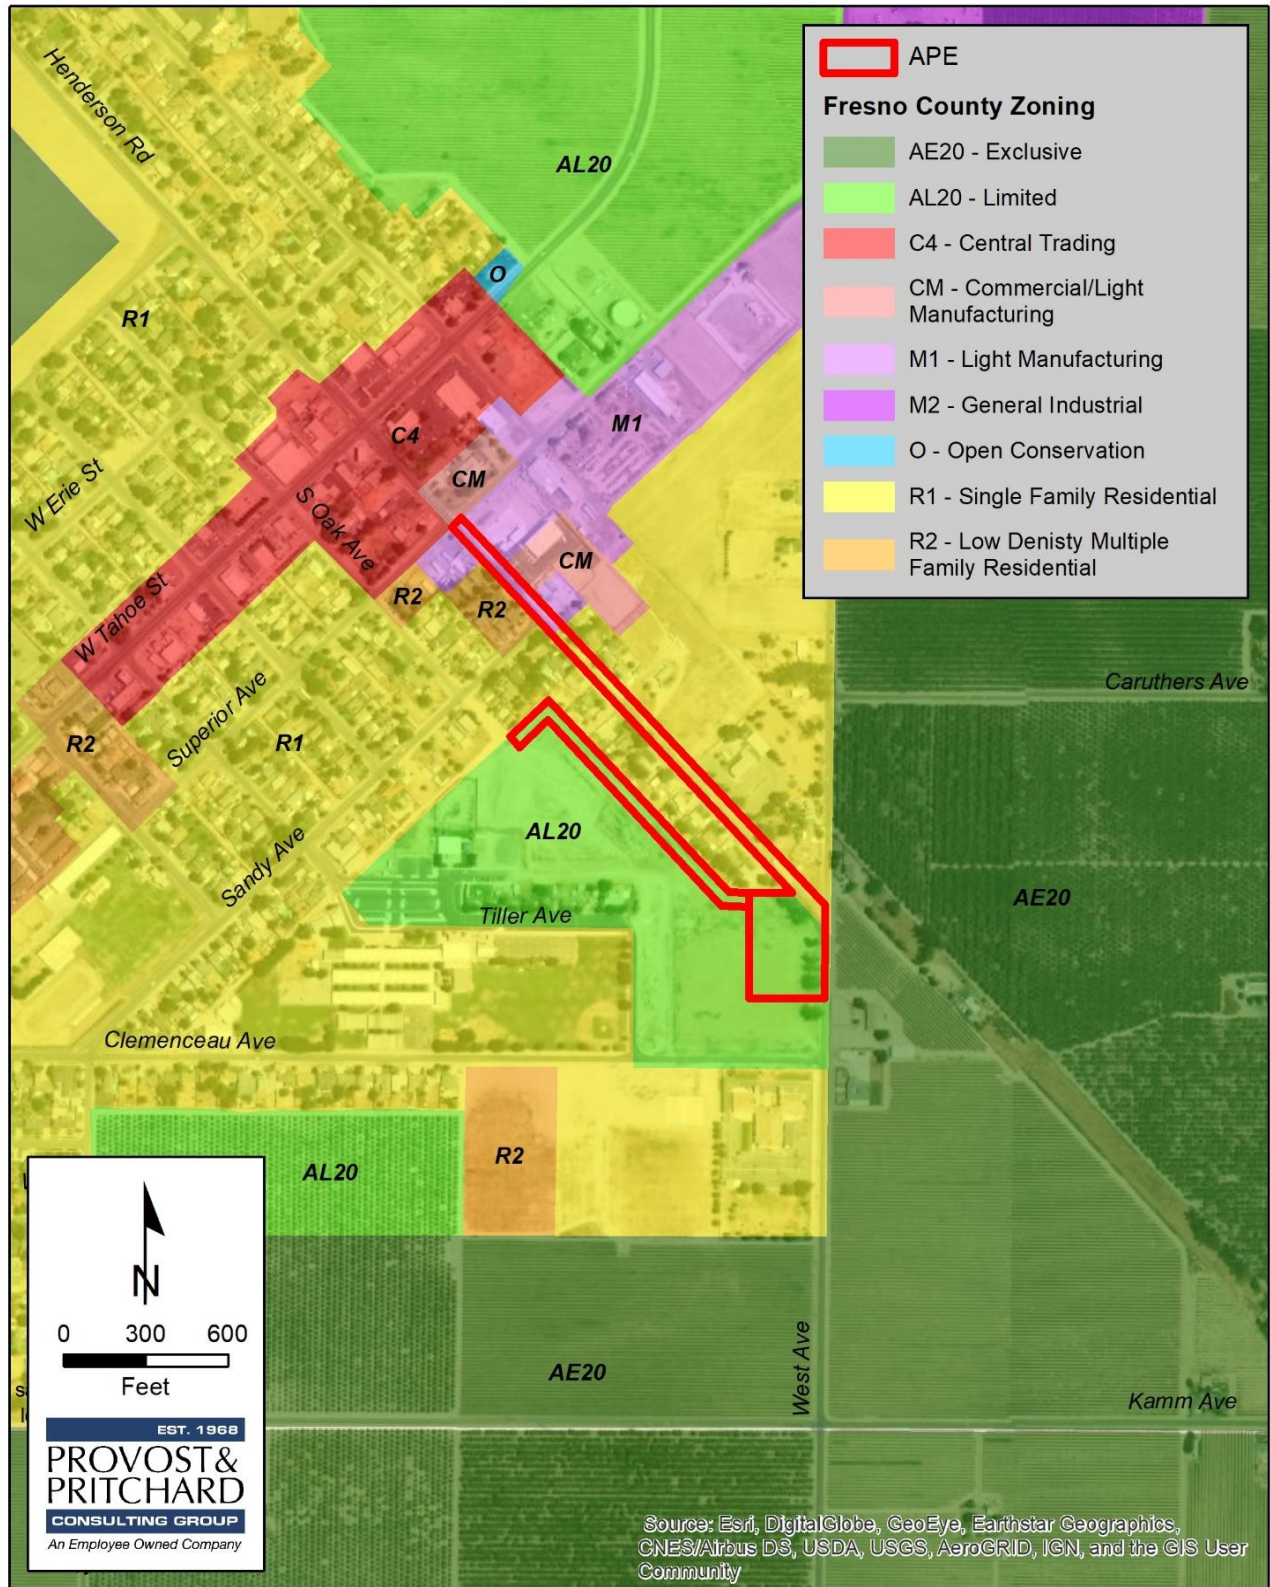 APE
Fresno County Zoning
AE20 - Exclusive
AL20 - Limited
C4 - Central Trading
CM - Commercial/Light
Manufacturing
M1 - Light Manufacturing
M2 - General Industrial
O - Open Conservation
R1 - Single Family Residential
R2 - Low Denisty Multiple
Family Residential
Henderson Rd
AL20
O
R1
M1
C4
CM
W Erie St
S Oak Ave
CM
R2
R2
W Tahoe St
Caruthers Ave
Superior Ave
R2
R1
AL20
Sandy Ave
AE20
Tiller Ave
Clemenceau Ave
R2
AL20
N
0 300 600
Feet
West Ave
AE20
Kamm Ave
EST. 1968
PROVOST&
PRITCHARD
CONSULTING GROUP
An Employee Owned Company
Source: Esri, DigitalGlobe, GeoEye, Earthstar Geographics,
CNES/Airbus DS, USDA, USGS, AeroGRID, IGN, and the GIS User
Community